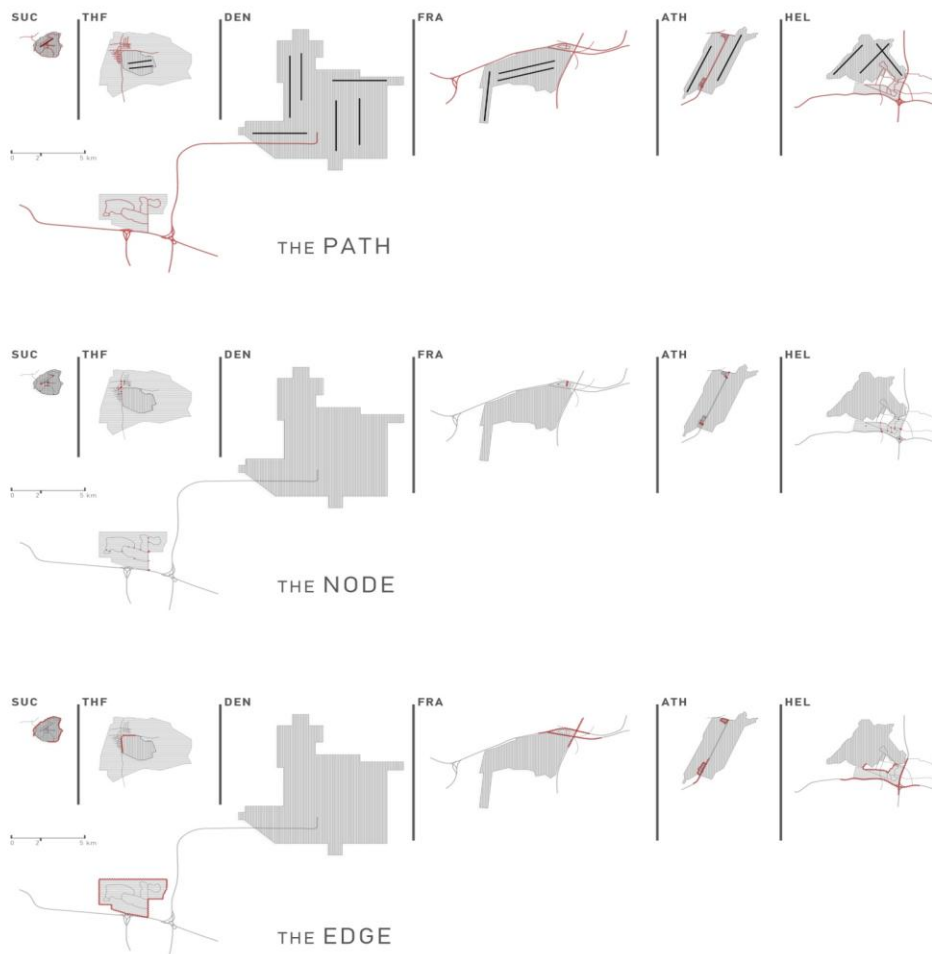 SUC THF DEN FRA ATH HEL
0 2 5 km
THE PATH
SUC THF DEN FRA ATH HEL
0 2 5 km
THE NODE
SUC THF DEN FRA ATH HEL
0 2 5 km
THE EDGE